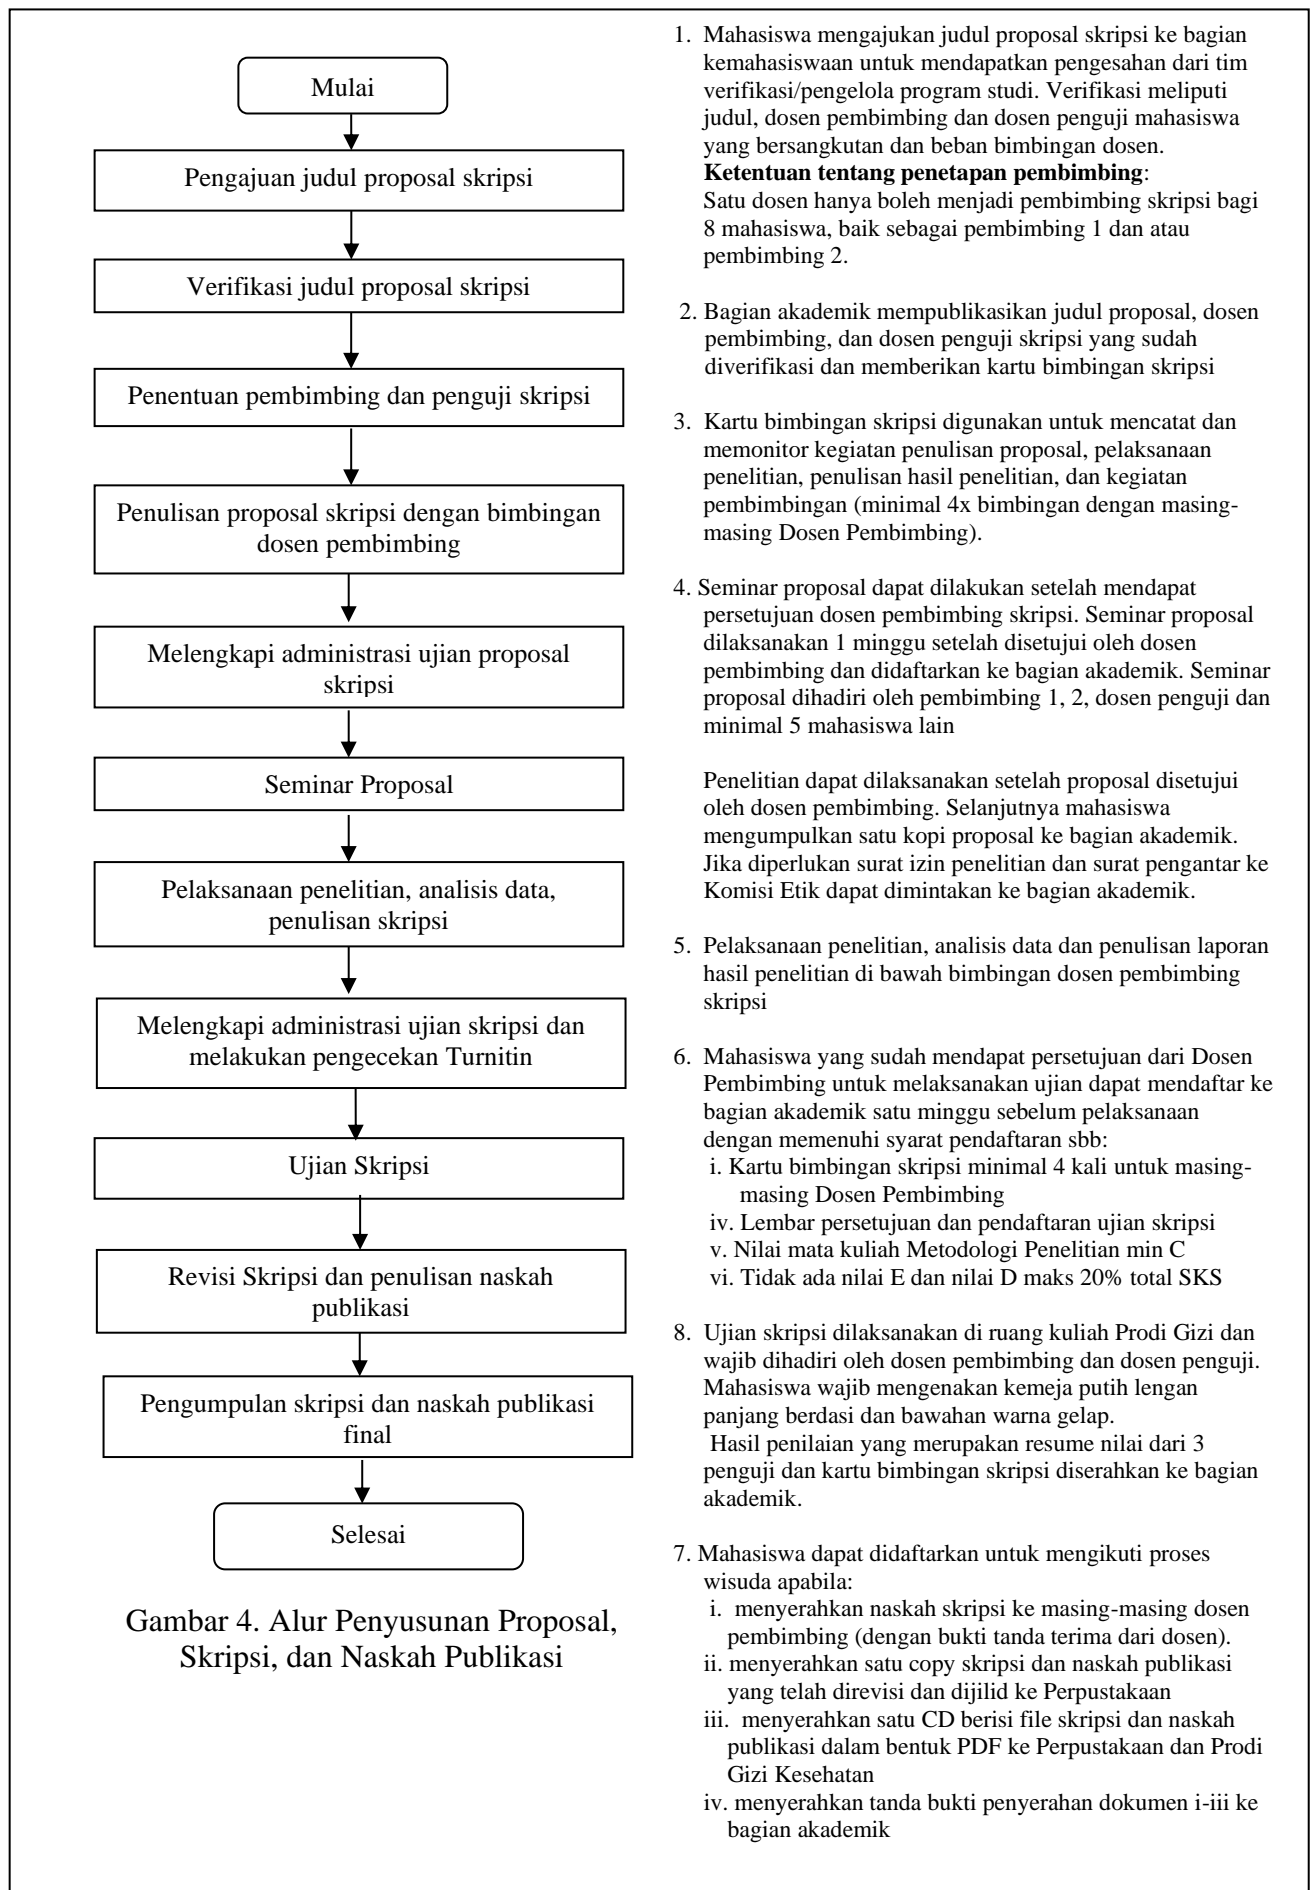 Mulai
Pengajuan judul proposal skripsi
Verifikasi judul proposal skripsi
Penentuan pembimbing dan penguji skripsi
Penulisan proposal skripsi dengan bimbingan
dosen pembimbing
Melengkapi administrasi ujian proposal
skripsi
Seminar Proposal
Pelaksanaan penelitian, analisis data,
penulisan skripsi
Melengkapi administrasi ujian skripsi dan
melakukan pengecekan Turnitin
Ujian Skripsi
Revisi Skripsi dan penulisan naskah
publikasi
Pengumpulan skripsi dan naskah publikasi
final
Selesai
Gambar 4. Alur Penyusunan Proposal,
Skripsi, dan Naskah Publikasi
1. Mahasiswa mengajukan judul proposal skripsi ke bagian
kemahasiswaan untuk mendapatkan pengesahan dari tim
verifikasi/pengelola program studi. Verifikasi meliputi
judul, dosen pembimbing dan dosen penguji mahasiswa
yang bersangkutan dan beban bimbingan dosen.
Ketentuan tentang penetapan pembimbing:
Satu dosen hanya boleh menjadi pembimbing skripsi bagi
8 mahasiswa, baik sebagai pembimbing 1 dan atau
pembimbing 2.
2. Bagian akademik mempublikasikan judul proposal, dosen
pembimbing, dan dosen penguji skripsi yang sudah
diverifikasi dan memberikan kartu bimbingan skripsi
3. Kartu bimbingan skripsi digunakan untuk mencatat dan
memonitor kegiatan penulisan proposal, pelaksanaan
penelitian, penulisan hasil penelitian, dan kegiatan
pembimbingan (minimal 4x bimbingan dengan masing-
masing Dosen Pembimbing).
4. Seminar proposal dapat dilakukan setelah mendapat
persetujuan dosen pembimbing skripsi. Seminar proposal
dilaksanakan 1 minggu setelah disetujui oleh dosen
pembimbing dan didaftarkan ke bagian akademik. Seminar
proposal dihadiri oleh pembimbing 1, 2, dosen penguji dan
minimal 5 mahasiswa lain
Penelitian dapat dilaksanakan setelah proposal disetujui
oleh dosen pembimbing. Selanjutnya mahasiswa
mengumpulkan satu kopi proposal ke bagian akademik.
Jika diperlukan surat izin penelitian dan surat pengantar ke
Komisi Etik dapat dimintakan ke bagian akademik.
5. Pelaksanaan penelitian, analisis data dan penulisan laporan
hasil penelitian di bawah bimbingan dosen pembimbing
skripsi
6. Mahasiswa yang sudah mendapat persetujuan dari Dosen
Pembimbing untuk melaksanakan ujian dapat mendaftar ke
bagian akademik satu minggu sebelum pelaksanaan
dengan memenuhi syarat pendaftaran sbb:
i. Kartu bimbingan skripsi minimal 4 kali untuk masing-
masing Dosen Pembimbing
iv. Lembar persetujuan dan pendaftaran ujian skripsi
v. Nilai mata kuliah Metodologi Penelitian min C
vi. Tidak ada nilai E dan nilai D maks 20% total SKS
8. Ujian skripsi dilaksanakan di ruang kuliah Prodi Gizi dan
wajib dihadiri oleh dosen pembimbing dan dosen penguji.
Mahasiswa wajib mengenakan kemeja putih lengan
panjang berdasi dan bawahan warna gelap.
Hasil penilaian yang merupakan resume nilai dari 3
penguji dan kartu bimbingan skripsi diserahkan ke bagian
akademik.
7. Mahasiswa dapat didaftarkan untuk mengikuti proses
wisuda apabila:
i. menyerahkan naskah skripsi ke masing-masing dosen
pembimbing (dengan bukti tanda terima dari dosen).
ii. menyerahkan satu copy skripsi dan naskah publikasi
yang telah direvisi dan dijilid ke Perpustakaan
iii. menyerahkan satu CD berisi file skripsi dan naskah
publikasi dalam bentuk PDF ke Perpustakaan dan Prodi
Gizi Kesehatan
iv. menyerahkan tanda bukti penyerahan dokumen i-iii ke
bagian akademik